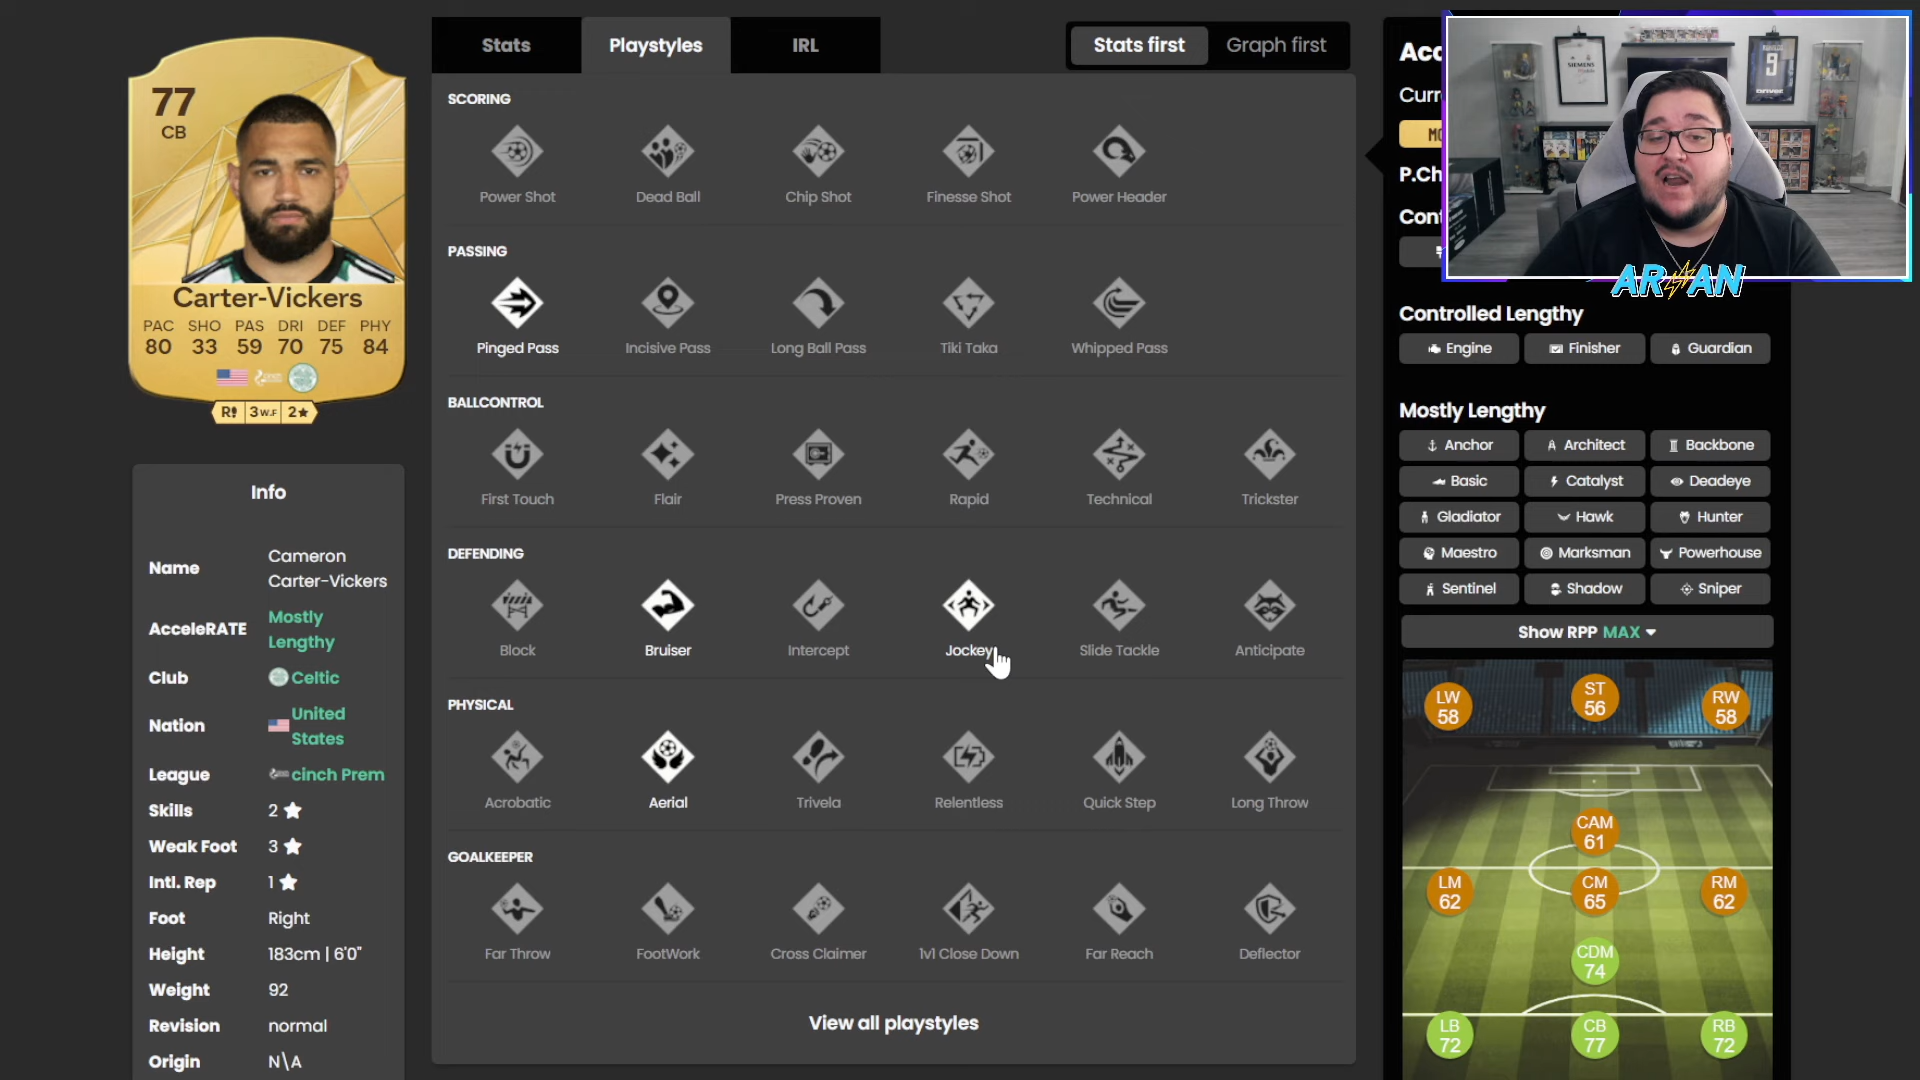 77
CB
Carter-Vickers
PAC SHO PAS DRI DEF PHY
80 33 59 70 75 84
R 3 W.F 2★
Info
Name Cameron Carter-Vickers
AcceleRATE Mostly Lengthy
Club Celtic
Nation United States
League cinch Prem
Skills 2
Weak Foot 3
Intl. Rep 1
Foot Right
Height 183cm | 6'0"
Weight 92
Revision normal
Origin N\A
Stats Playstyles IRL
Stats first Graph first
SCORING
Power Shot Dead Ball Chip Shot Finesse Shot Power Header
PASSING
Pinged Pass Incisive Pass Long Ball Pass Tiki Taka Whipped Pass
BALLCONTROL
First Touch Flair Press Proven Rapid Technical Trickster
DEFENDING
Block Bruiser Intercept Jockey Slide Tackle Anticipate
PHYSICAL
Acrobatic Aerial Trivela Relentless Quick Step Long Throw
GOALKEEPER
Far Throw FootWork Cross Claimer 1v1 Close Down Far Reach Deflector
View all playstyles
Acc
Curr
MO
P.Ch
Cont
SIEMENS
9
ARMAN
Controlled Lengthy
Engine Finisher Guardian
Mostly Lengthy
Anchor Architect Backbone
Basic Catalyst Deadeye
Gladiator Hawk Hunter
Maestro Marksman Powerhouse
Sentinel Shadow Sniper
Show RPP MAX
LW 58
ST 56
RW 58
CAM 61
LM 62
CM 65
RM 62
CDM 74
LB 72
CB 77
RB 72